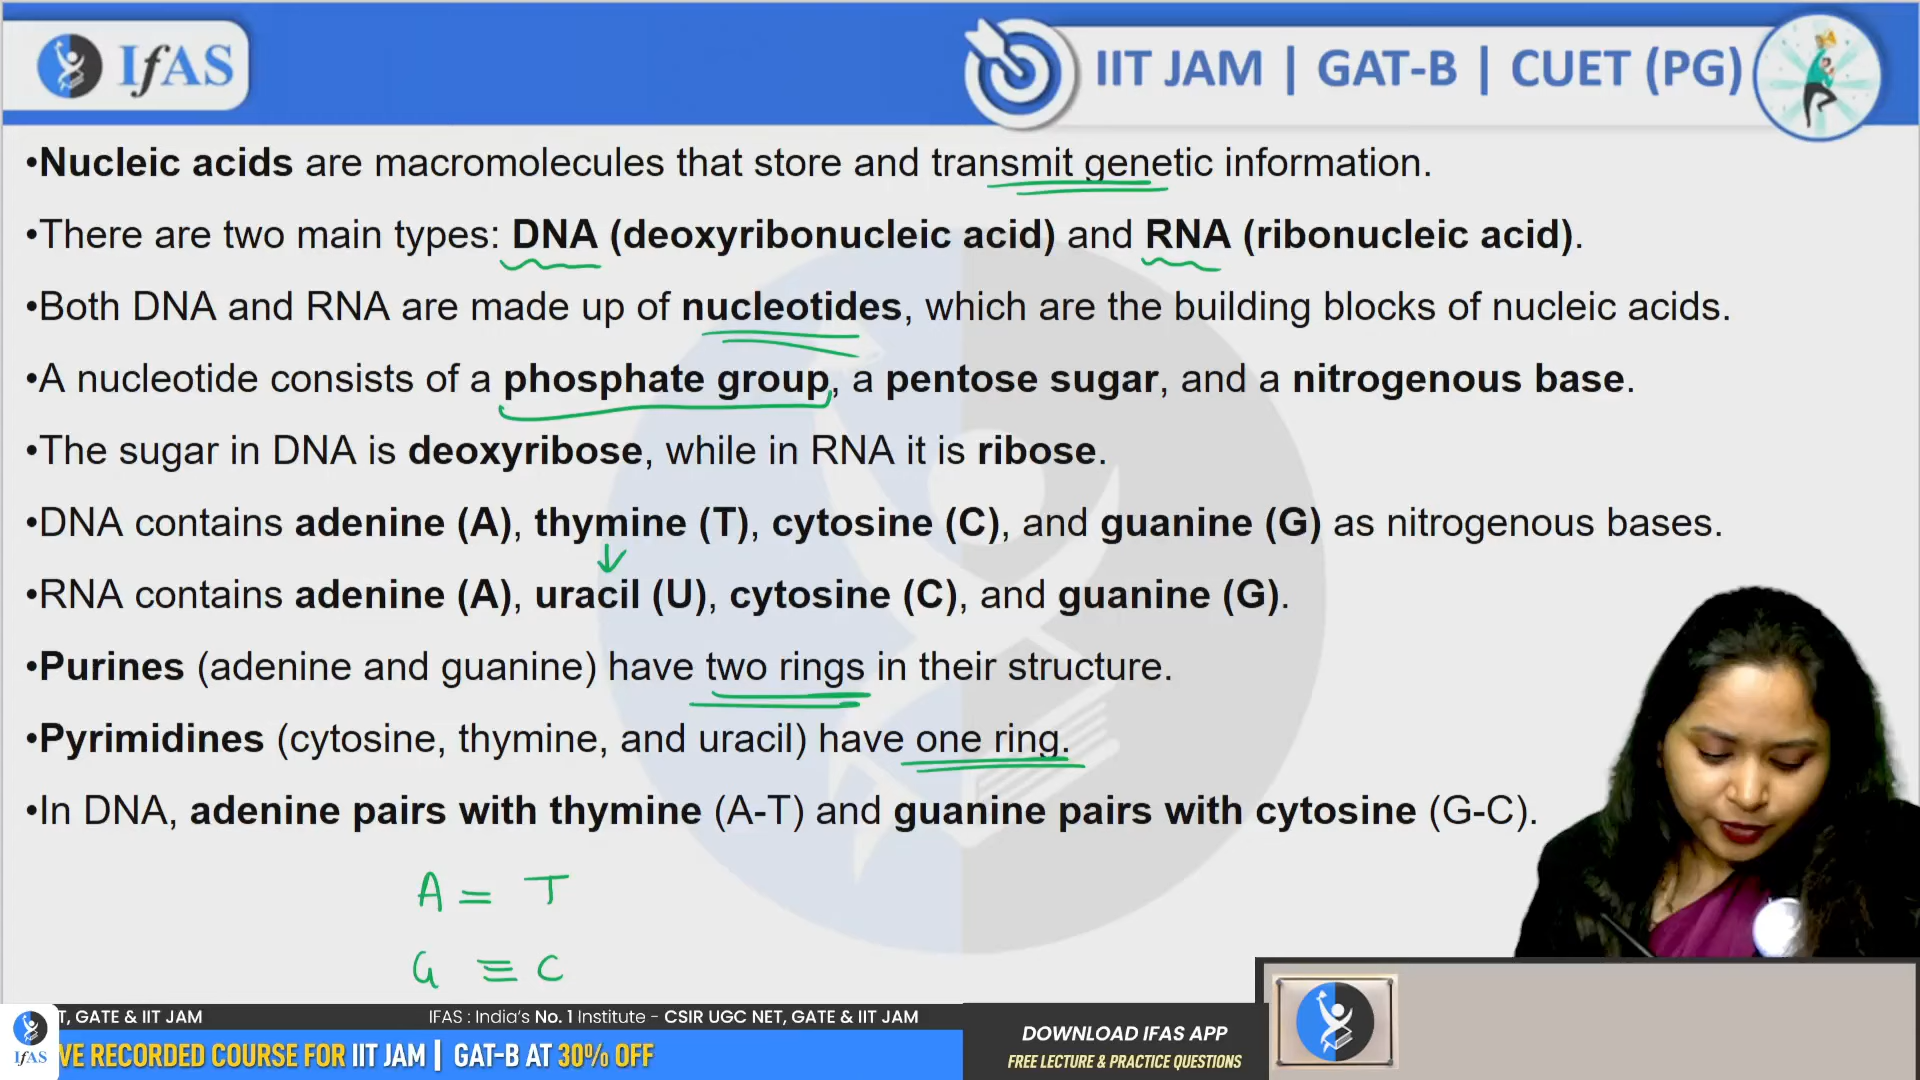 IfAS
IIT JAM | GAT-B | CUET (PG)
•Nucleic acids are macromolecules that store and transmit genetic information.
•There are two main types: DNA (deoxyribonucleic acid) and RNA (ribonucleic acid).
•Both DNA and RNA are made up of nucleotides, which are the building blocks of nucleic acids.
•A nucleotide consists of a phosphate group, a pentose sugar, and a nitrogenous base.
•The sugar in DNA is deoxyribose, while in RNA it is ribose.
•DNA contains adenine (A), thymine (T), cytosine (C), and guanine (G) as nitrogenous bases.
•RNA contains adenine (A), uracil (U), cytosine (C), and guanine (G).
•Purines (adenine and guanine) have two rings in their structure.
•Pyrimidines (cytosine, thymine, and uracil) have one ring.
•In DNA, adenine pairs with thymine (A-T) and guanine pairs with cytosine (G-C).
A = T
G ≡ C
T, GATE & IIT JAM IFAS : India's No. 1 Institute - CSIR UGC NET, GATE & IIT JAM
IfAS
VE RECORDED COURSE FOR IIT JAM | GAT-B AT 30% OFF
DOWNLOAD IFAS APP
FREE LECTURE & PRACTICE QUESTIONS